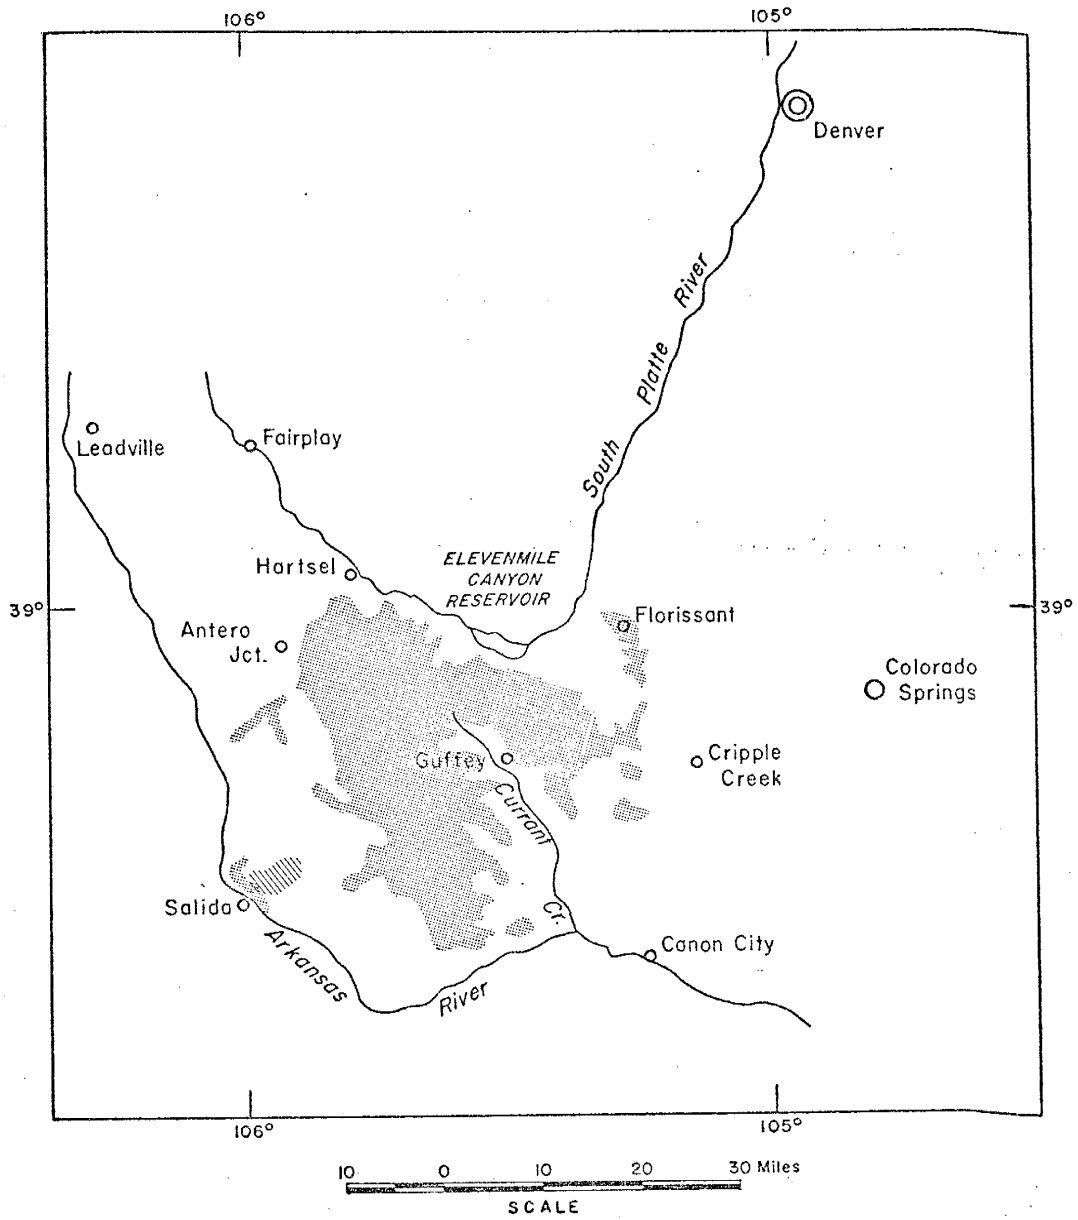 106° 105°
Denver
South Platte River
Leadville
Fairplay
Hartsel
ELEVENMILE
CANYON
RESERVOIR
39° 39°
Florissant
Antero
Jct.
Colorado
Springs
Guffey
Cripple
Creek
Currant Cr.
Salida
Arkansas River
Canon City
106° 105°
10 0 10 20 30 Miles
SCALE